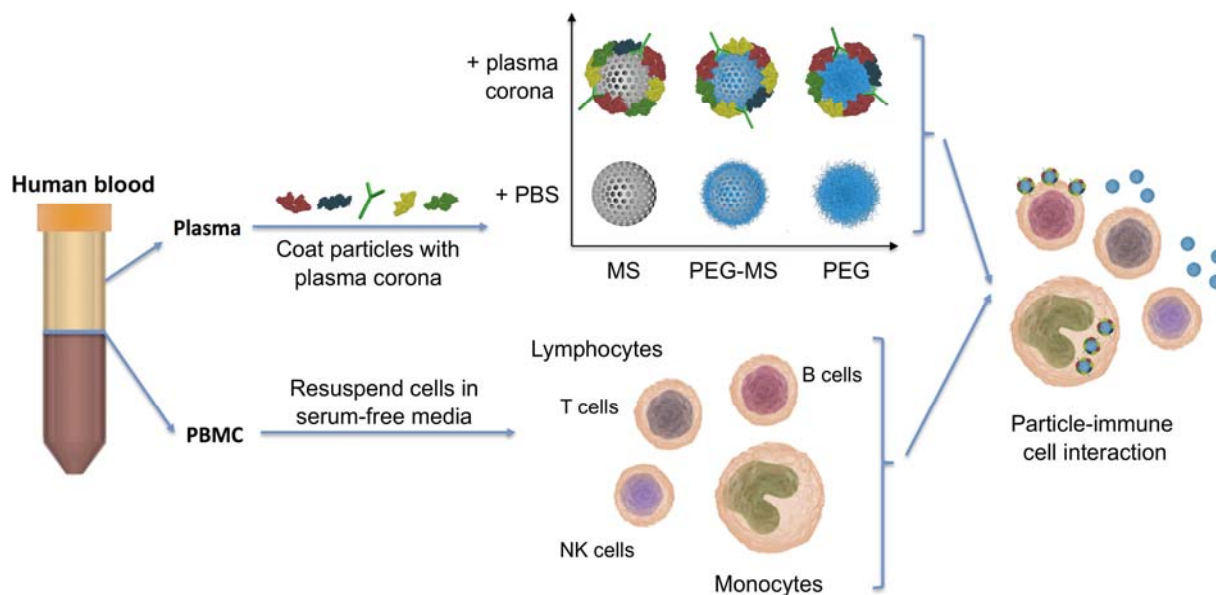 Human blood
Plasma
Coat particles with
plasma corona
+ plasma
corona
+ PBS
MS
PEG-MS
PEG
PBMC
Resuspend cells in
serum-free media
Lymphocytes
T cells
B cells
NK cells
Monocytes
Particle-immune
cell interaction